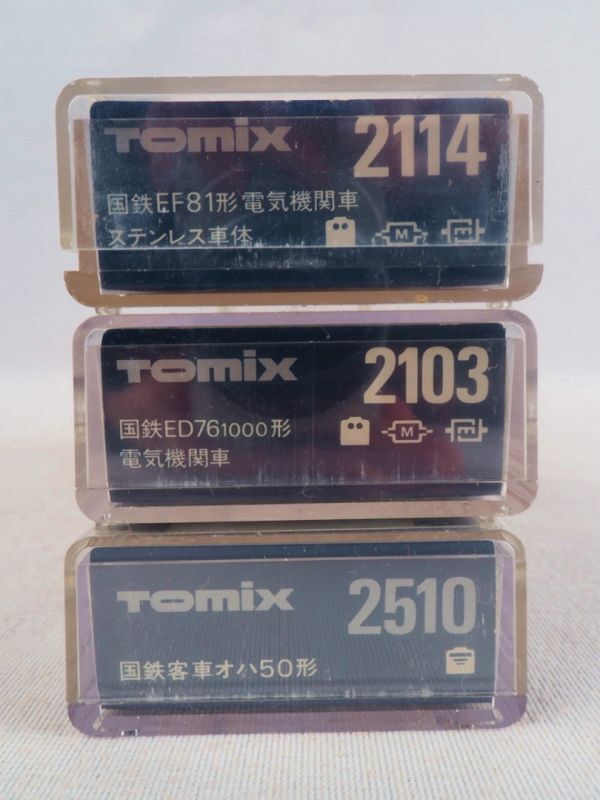 TOMIX 2114
国鉄EF81形電気機関車
ステンレス車体 M
TOMIX 2103
国鉄ED761000形
電気機関車 M
TOMIX 2510
国鉄客車オハ50形